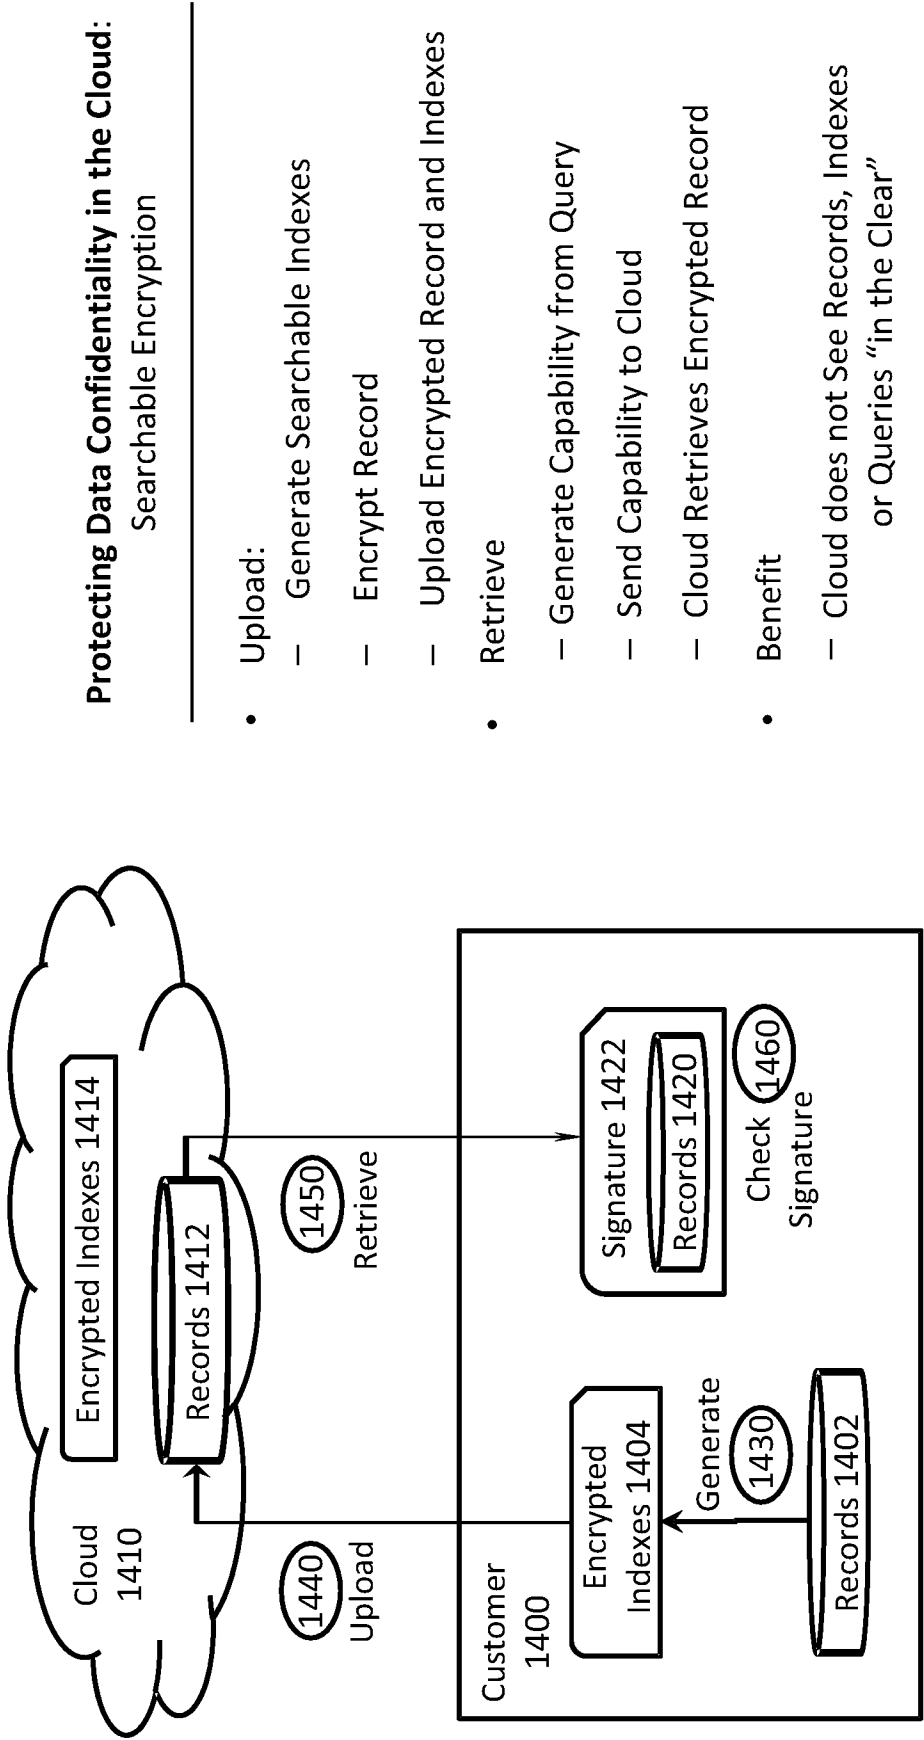 Protecting Data Confidentiality in the Cloud:
Searchable Encryption
Cloud
1410
Encrypted Indexes 1414
Records 1412
1440
Upload
1450
Retrieve
Customer
1400
Encrypted
Indexes 1404
Generate
1430
Records 1402
Signature 1422
Records 1420
Check
1460
Signature
• Upload:
– Generate Searchable Indexes
– Encrypt Record
– Upload Encrypted Record and Indexes
• Retrieve
– Generate Capability from Query
– Send Capability to Cloud
– Cloud Retrieves Encrypted Record
• Benefit
– Cloud does not See Records, Indexes
or Queries “in the Clear”